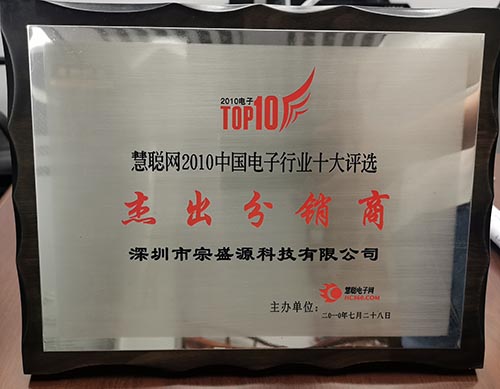 2010电子
TOP10
慧聪网2010中国电子行业十大评选
杰出分销商
深圳市宗盛源科技有限公司
慧聪电子网
HC360.COM
主办单位：
二〇一〇年七月二十八日